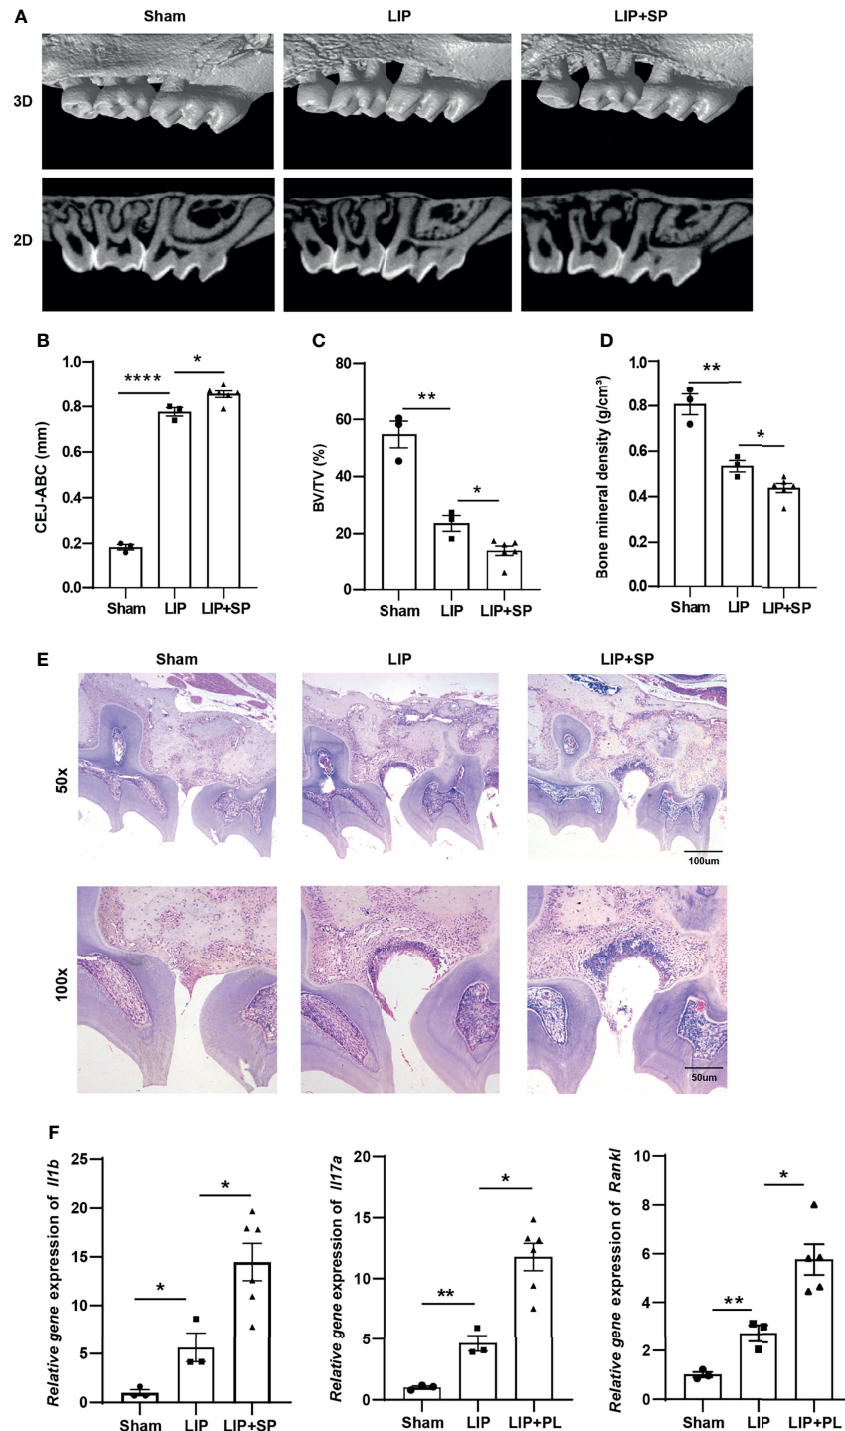 A
Sham
LIP
LIP+SP
3D
2D
B
CEJ-ABC (mm)
1.0
0.8
0.6
0.4
0.2
0.0
****
*
Sham
LIP
LIP+SP
C
BV/TV (%)
80
60
40
20
0
**
*
Sham
LIP
LIP+SP
D
Bone mineral density (g/cm³)
1.0
0.8
0.6
0.4
0.2
0.0
**
*
Sham
LIP
LIP+SP
E
Sham
LIP
LIP+SP
50x
100um
100x
50um
F
Relative gene expression of Il1b
25
20
15
10
5
0
*
*
Sham
LIP
LIP+SP
Relative gene expression of Il17a
20
15
10
5
0
**
*
Sham
LIP
LIP+PL
Relative gene expression of Rankl
10
8
6
4
2
0
**
*
Sham
LIP
LIP+PL